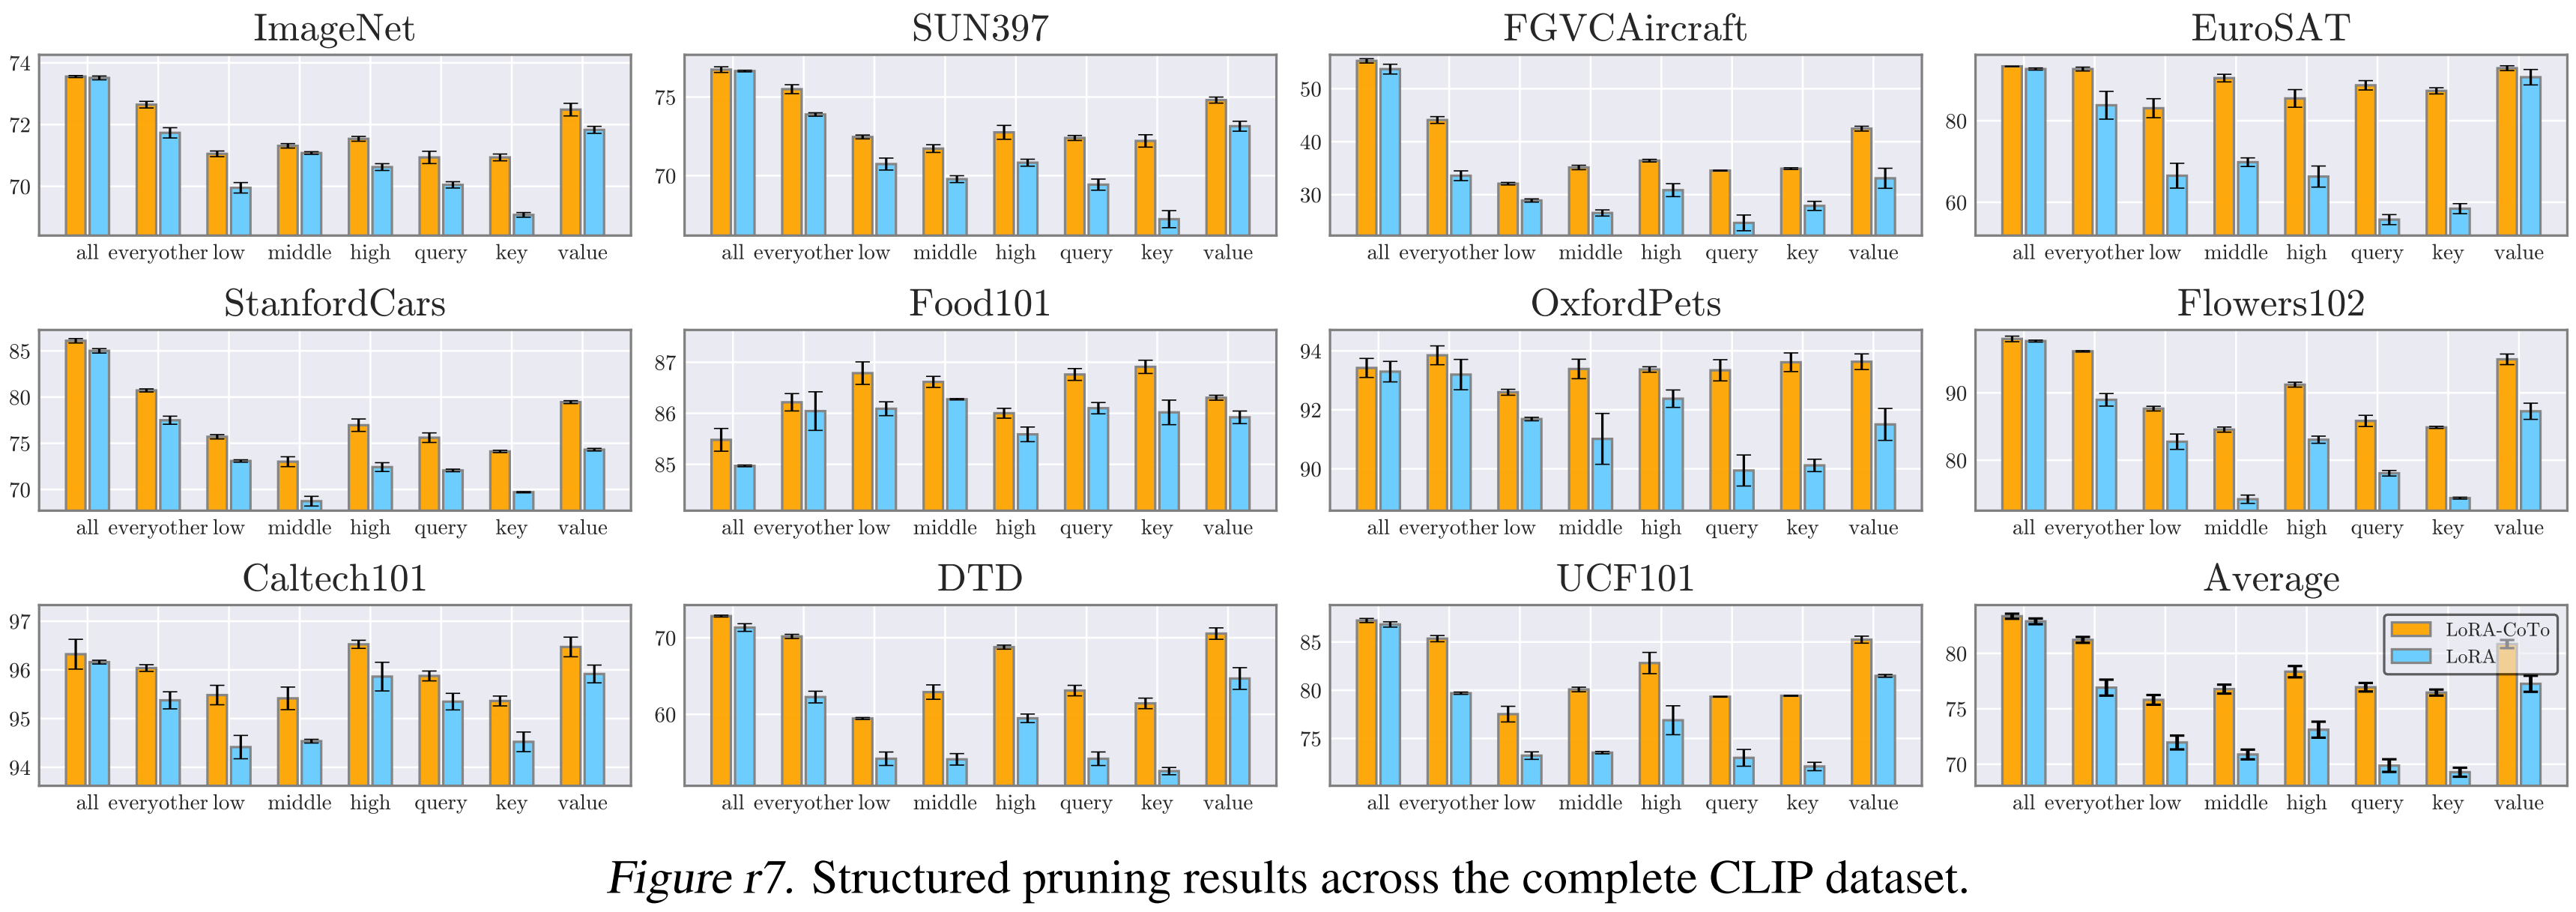 ImageNet SUN397 FGVCAircraft EuroSAT
74
72
70
all everyother low middle high query key value
75
70
all everyother low middle high query key value
50
40
30
all everyother low middle high query key value
80
60
all everyother low middle high query key value
StanfordCars Food101 OxfordPets Flowers102
85
80
75
70
all everyother low middle high query key value
87
86
85
all everyother low middle high query key value
94
92
90
all everyother low middle high query key value
90
80
all everyother low middle high query key value
Caltech101 DTD UCF101 Average
97
96
95
94
all everyother low middle high query key value
70
60
all everyother low middle high query key value
85
80
75
all everyother low middle high query key value
LoRA-CoTo
LoRA
80
75
70
all everyother low middle high query key value
Figure r7. Structured pruning results across the complete CLIP dataset.